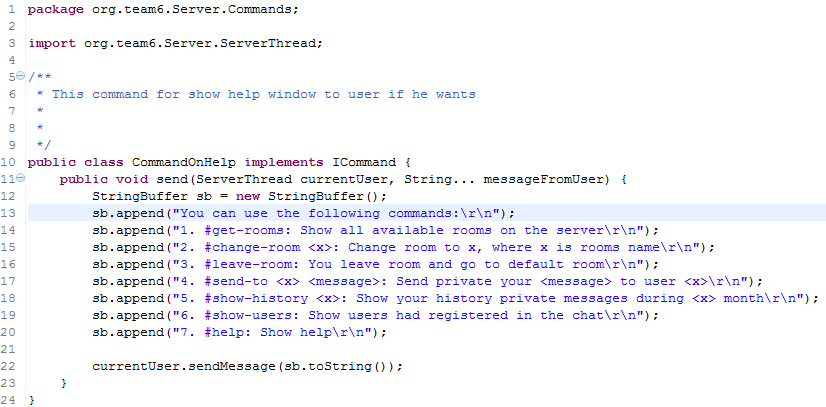 1 package org.team6.Server.Commands;
2
3 import org.team6.Server.ServerThread;
4
5 /**
6  * This command for show help window to user if he wants
7  *
8  *
9  */
10 public class CommandOnHelp implements ICommand {
11     public void send(ServerThread currentUser, String... messageFromUser) {
12         StringBuffer sb = new StringBuffer();
13         sb.append("You can use the following commands:\r\n");
14         sb.append("1. #get-rooms: Show all available rooms on the server\r\n");
15         sb.append("2. #change-room <x>: Change room to x, where x is rooms name\r\n");
16         sb.append("3. #leave-room: You leave room and go to default room\r\n");
17         sb.append("4. #send-to <x> <message>: Send private your <message> to user <x>\r\n");
18         sb.append("5. #show-history <x>: Show your history private messages during <x> month\r\n");
19         sb.append("6. #show-users: Show users had registered in the chat\r\n");
20         sb.append("7. #help: Show help\r\n");
21
22         currentUser.sendMessage(sb.toString());
23     }
24 }